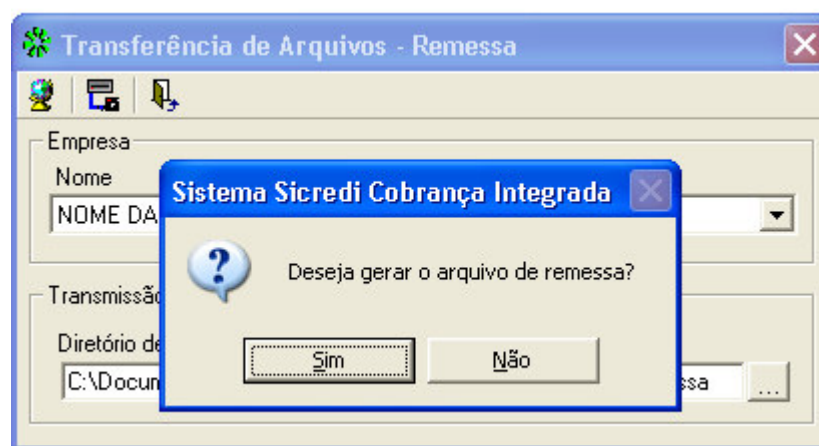 Transferência de Arquivos - Remessa
Empresa
Nome
NOME DA
Sistema Sicredi Cobrança Integrada
Deseja gerar o arquivo de remessa?
Transmissão
Diretório de
Sim
Não
C:\Docum
ssa
...